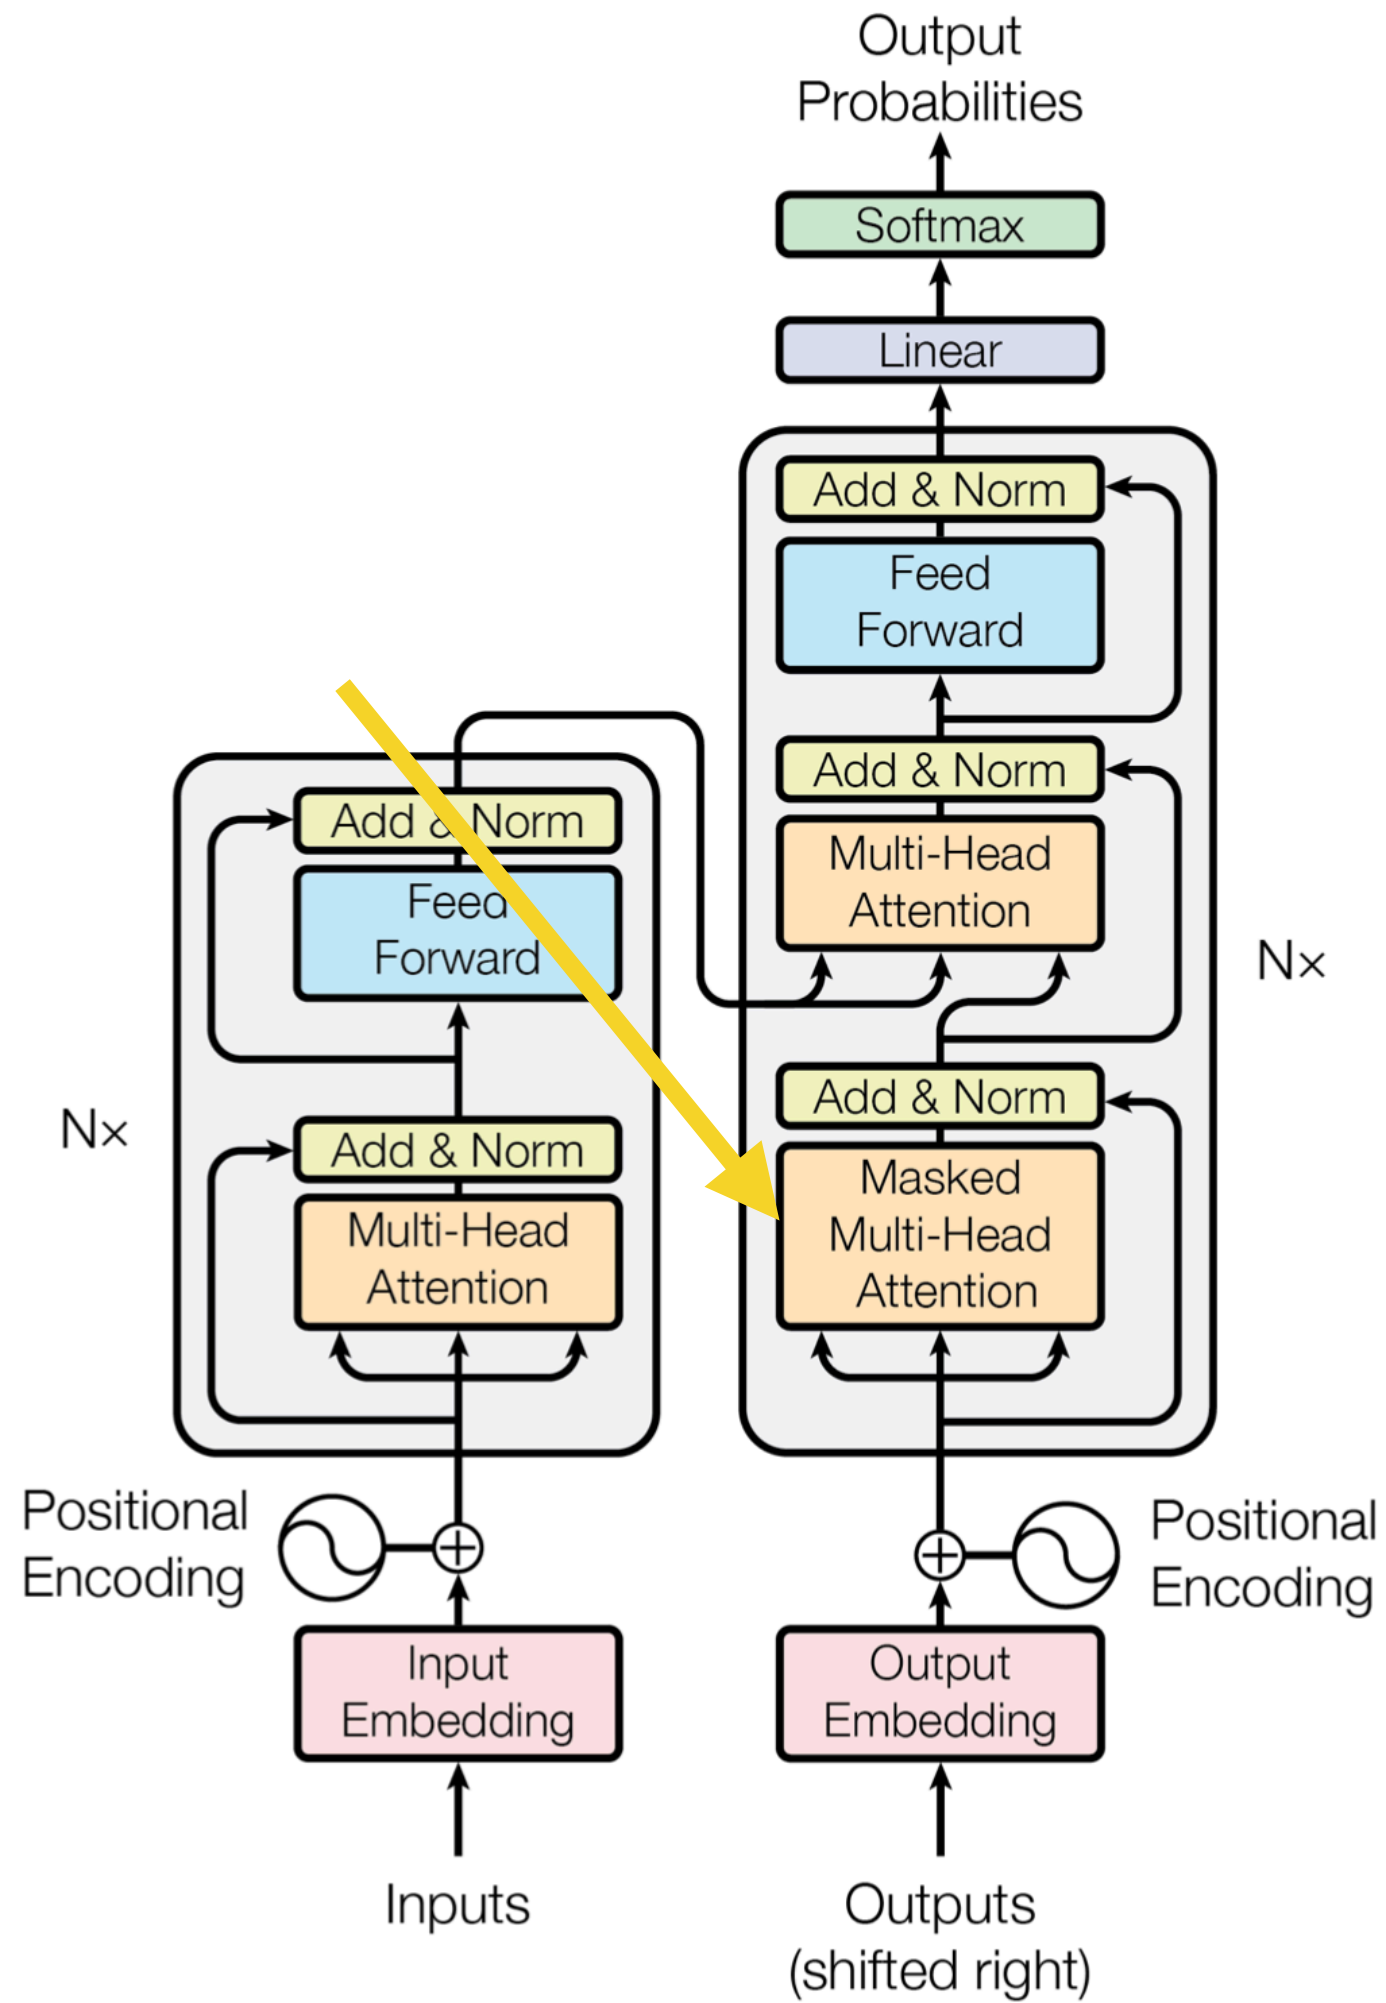 Output
Probabilities
Softmax
Linear
Add & Norm
Feed
Forward
Add & Norm
Multi-Head
Attention
Nx
Add & Norm
Masked
Multi-Head
Attention
Add & Norm
Feed
Forward
Nx
Add & Norm
Multi-Head
Attention
Positional
Encoding
Positional
Encoding
Input
Embedding
Output
Embedding
Inputs
Outputs
(shifted right)